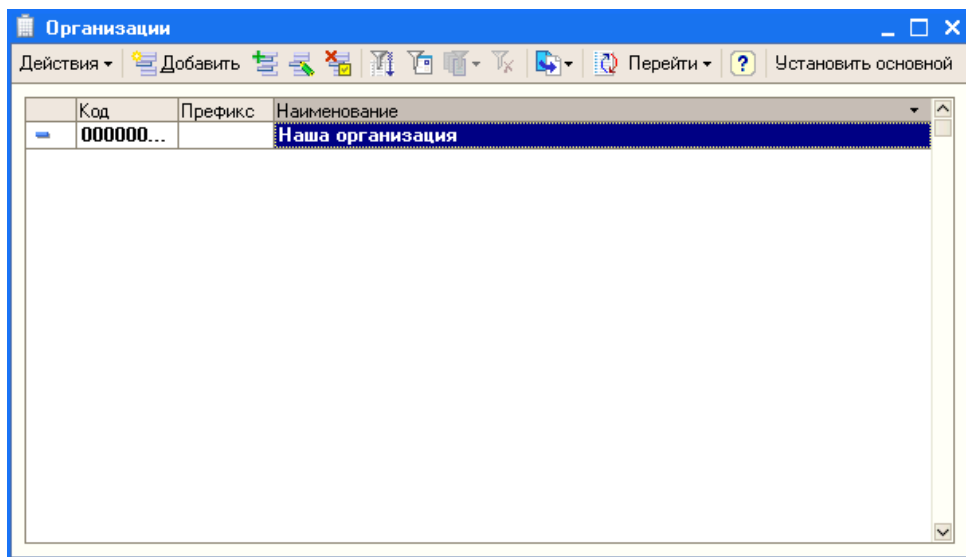 Организации
Действия Добавить Перейти ? Установить основной
Код Префикс Наименование
000000... Наша организация